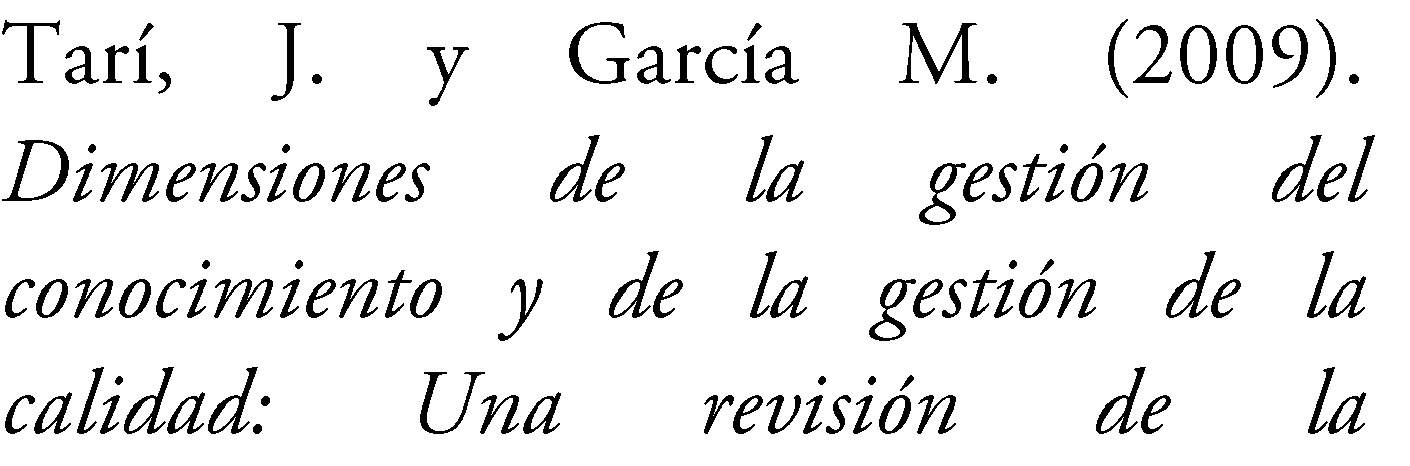 Tarí, J. y García M. (2009).
Dimensiones de la gestión del
conocimiento y de la gestión de la
calidad: Una revisión de la